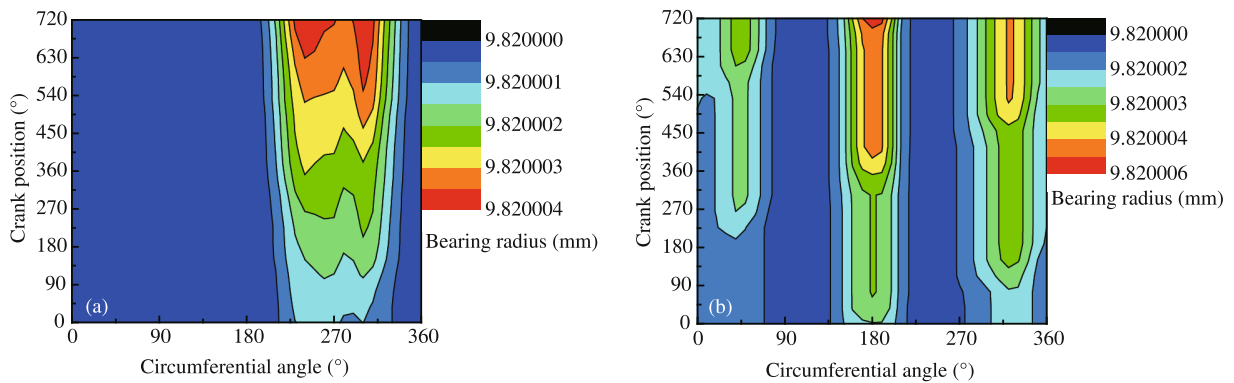 720
630
540
450
360
270
180
90
0
Crank position (°)
(a)
0 90 180 270 360
Circumferential angle (°)
9.820000
9.820001
9.820002
9.820003
9.820004
Bearing radius (mm)
720
630
540
450
360
270
180
90
0
Crank position (°)
(b)
0 90 180 270 360
Circumferential angle (°)
9.820000
9.820002
9.820003
9.820004
9.820006
Bearing radius (mm)